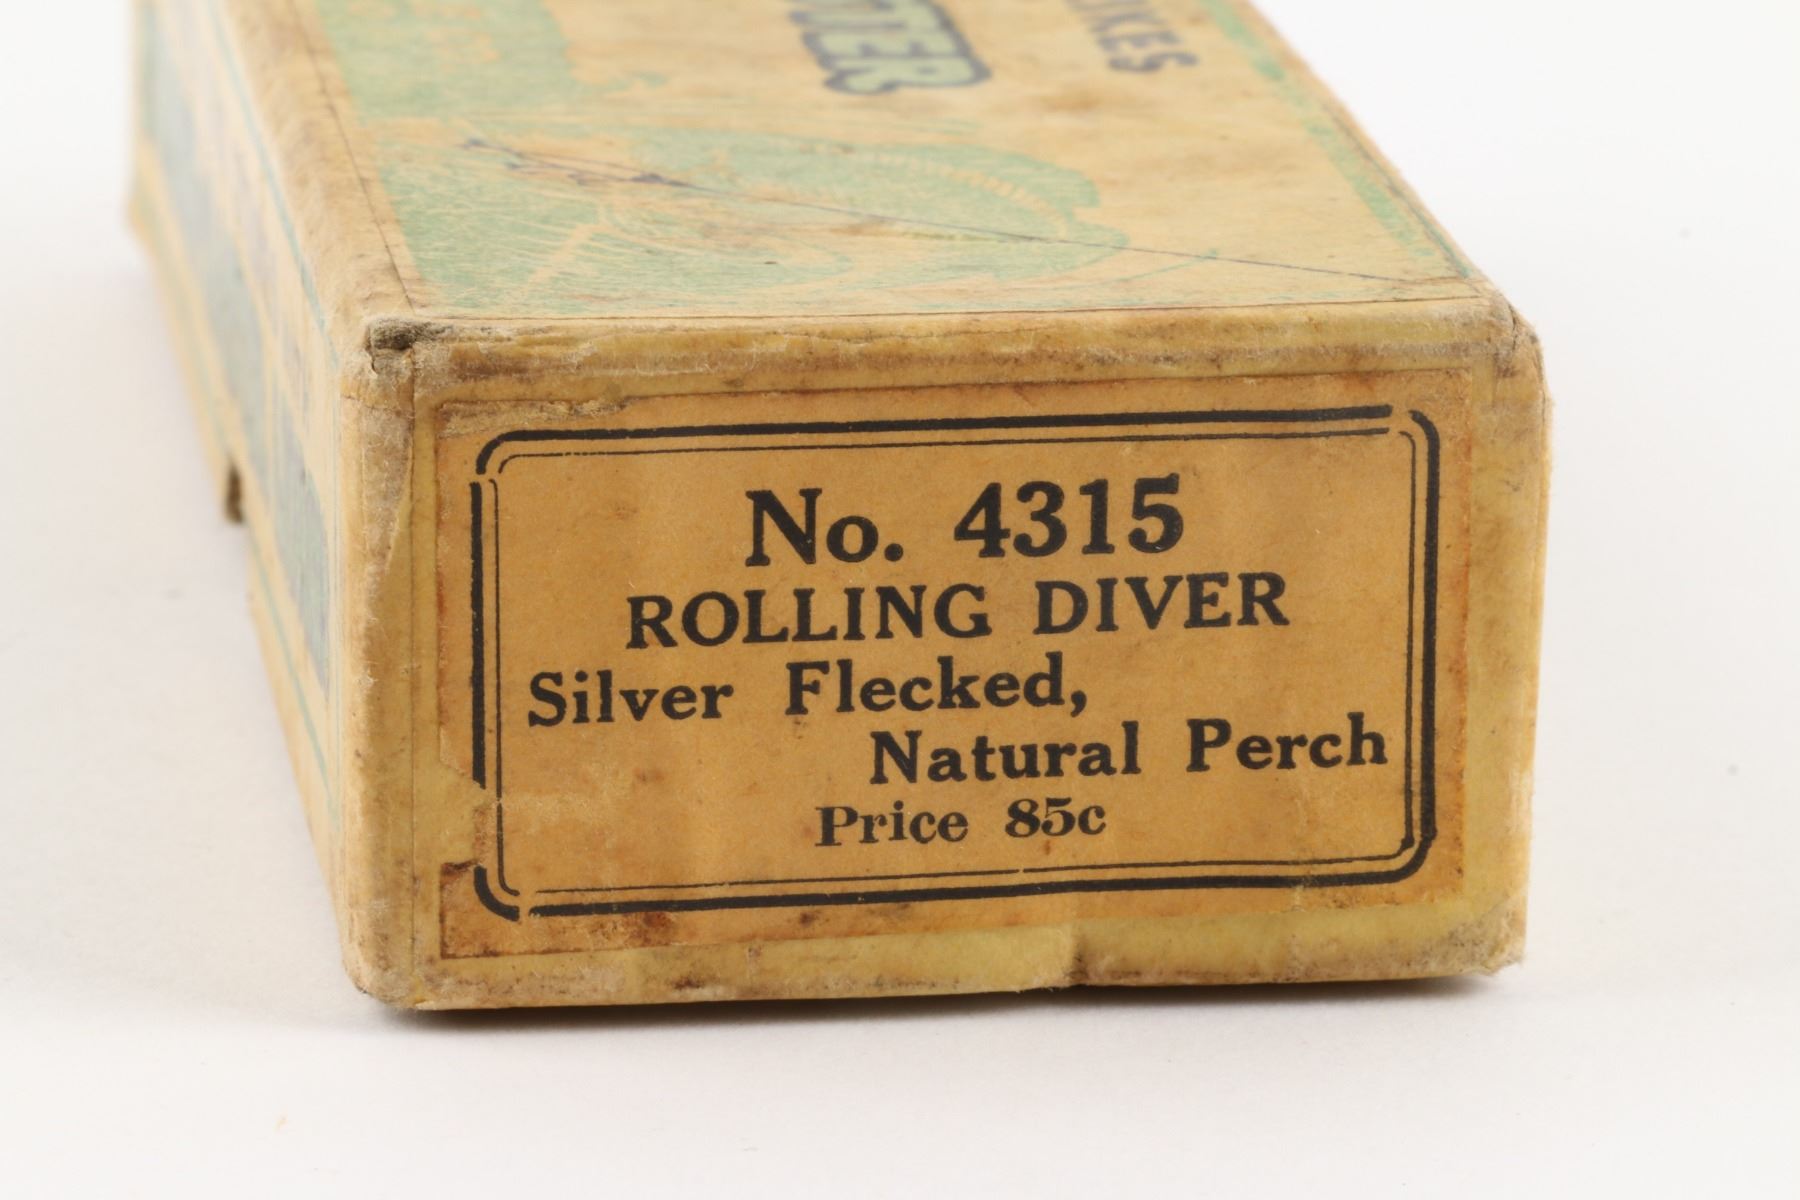 No. 4315
ROLLING DIVER
Silver Flecked,
Natural Perch
Price 85c